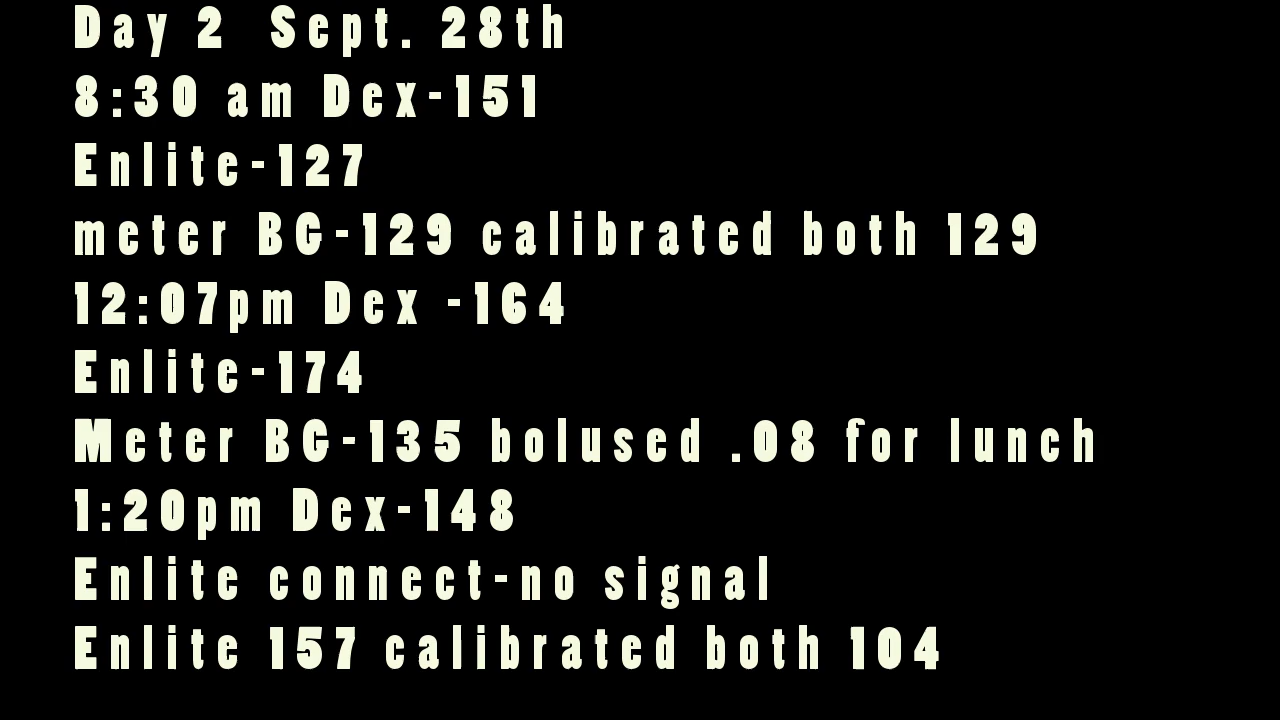 Day 2  Sept. 28th
8:30 am Dex-151
Enlite-127
meter BG-129 calibrated both 129
12:07pm Dex -164
Enlite-174
Meter BG-135 bolused .08 for lunch
1:20pm Dex-148
Enlite connect-no signal
Enlite 157 calibrated both 104